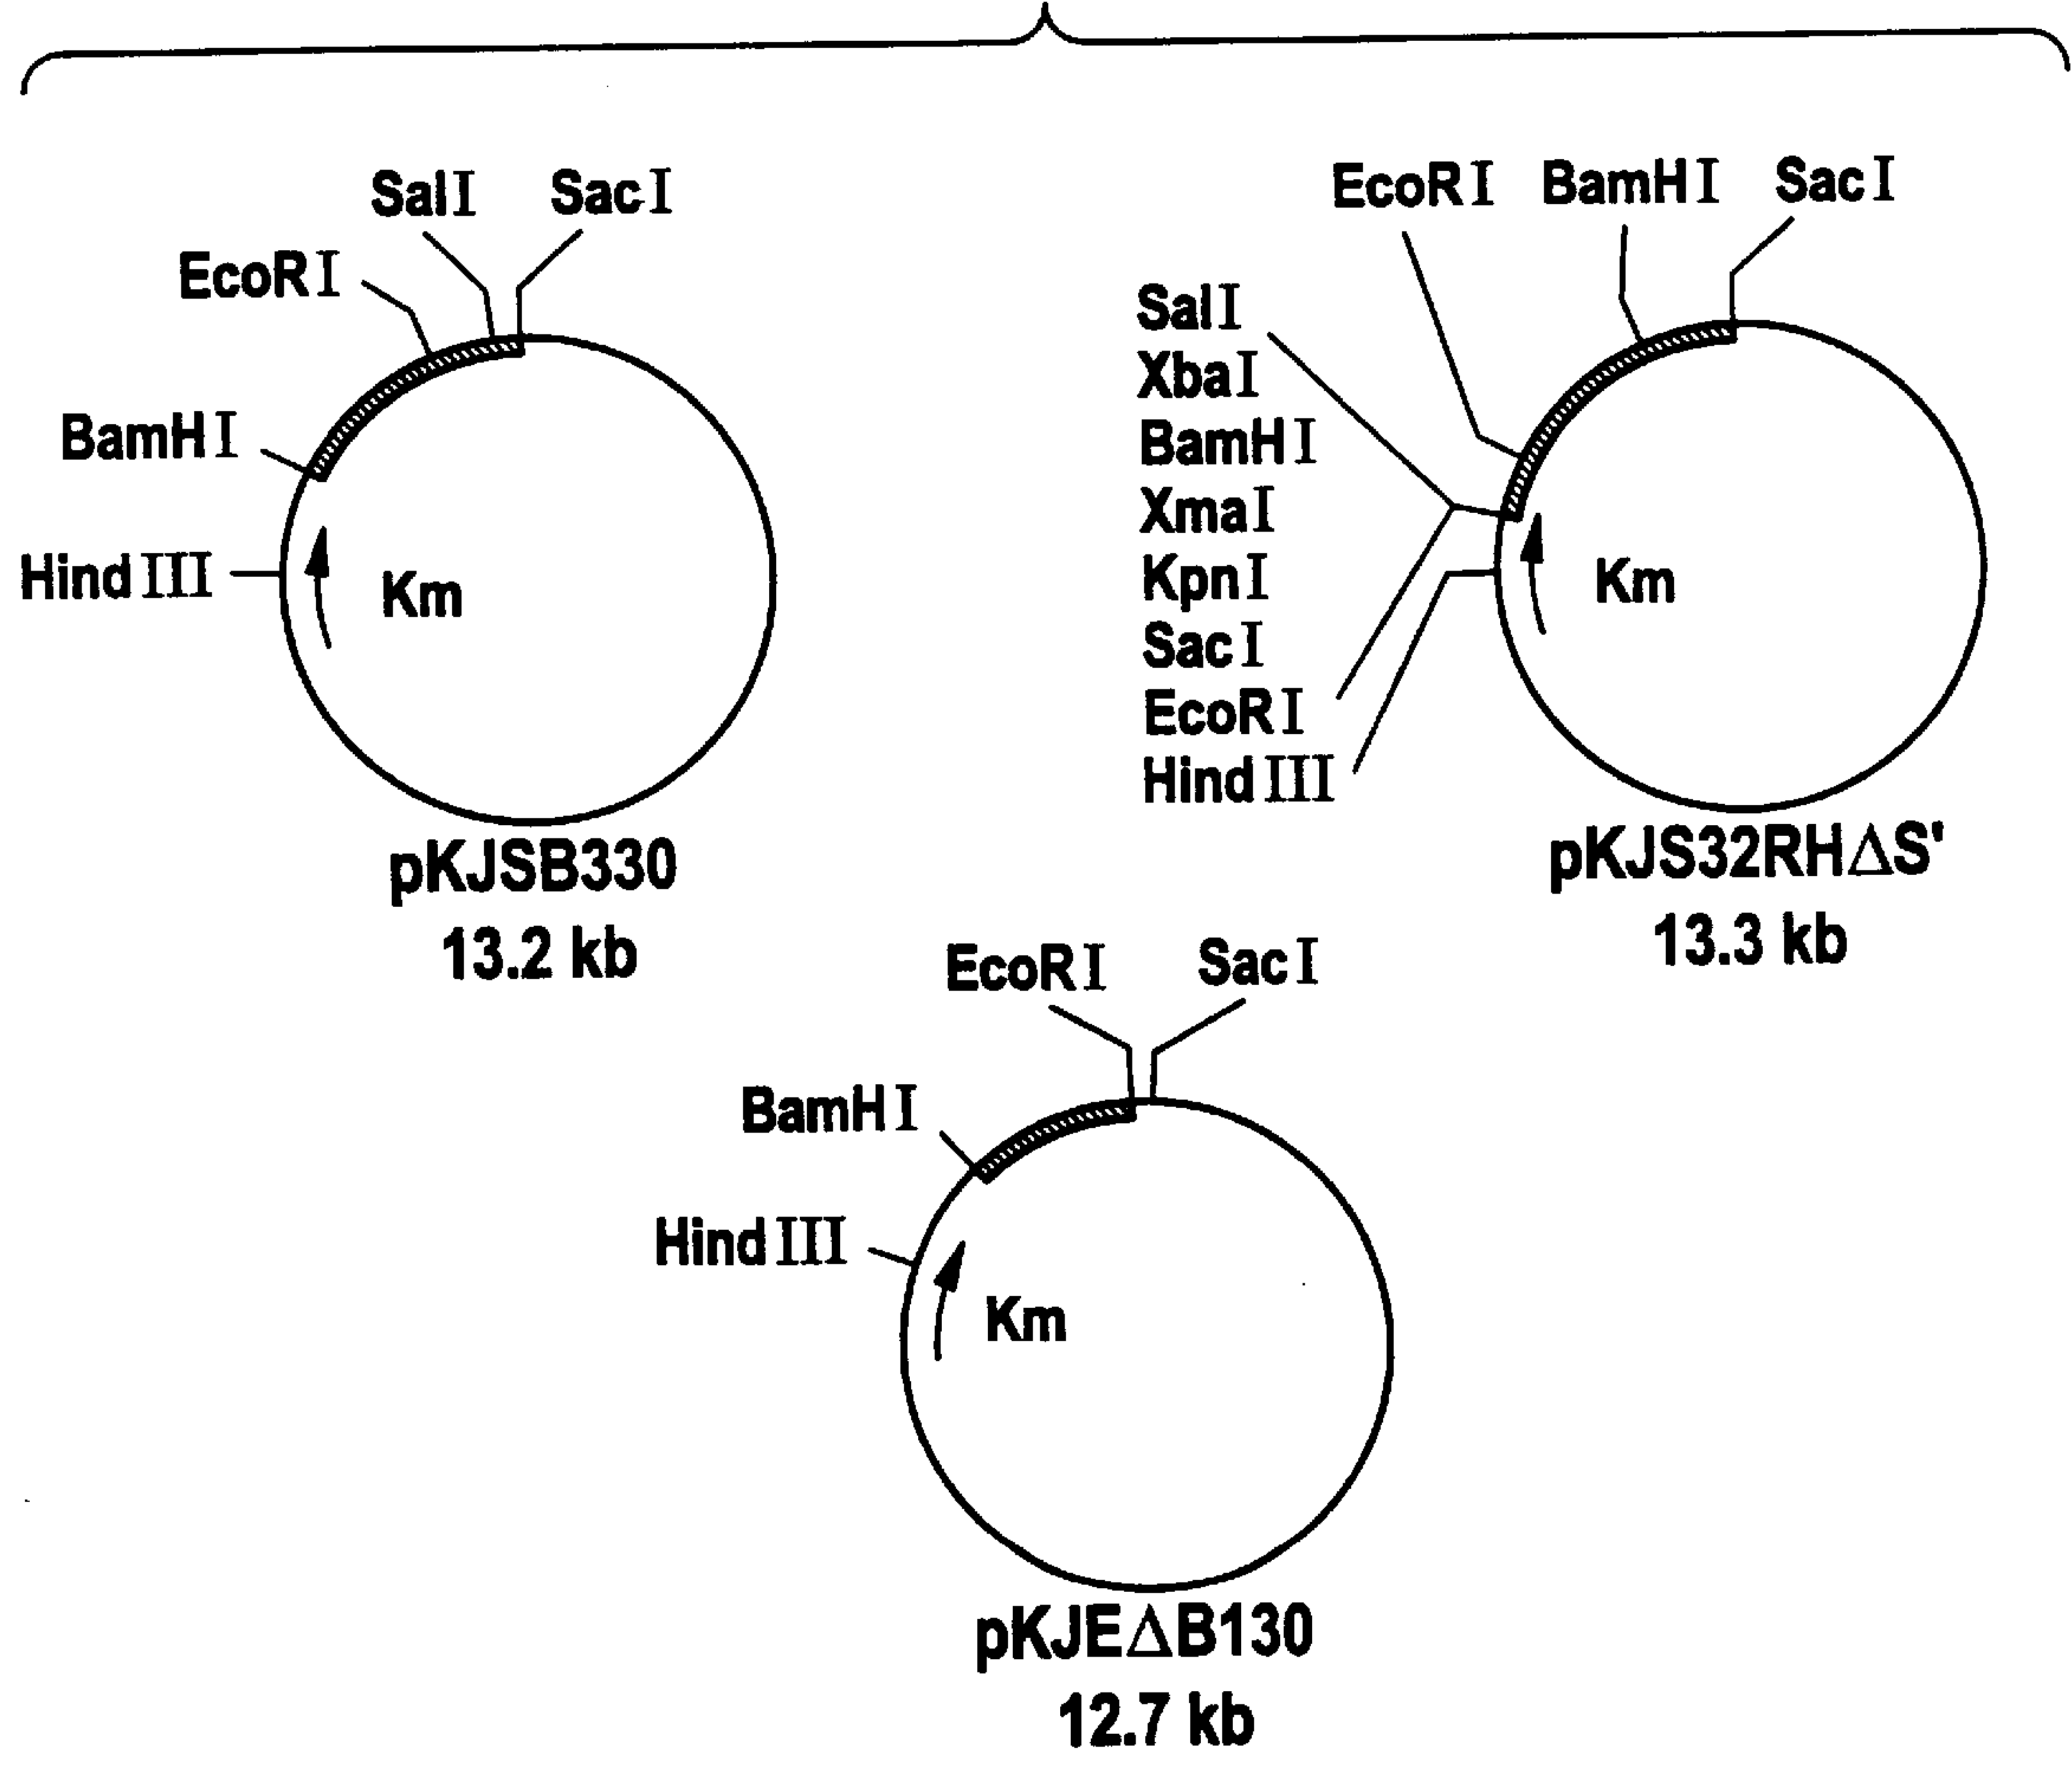 SalI
SacI
EcoRI
BamHI
HindIII
Km
pKJSB330
13.2 kb
EcoRI
BamHI
SacI
SalI
XbaI
BamHI
XmaI
KpnI
SacI
EcoRI
HindIII
Km
pKJS32RHΔS'
13.3 kb
EcoRI
SacI
BamHI
HindIII
Km
pKJEΔB130
12.7 kb